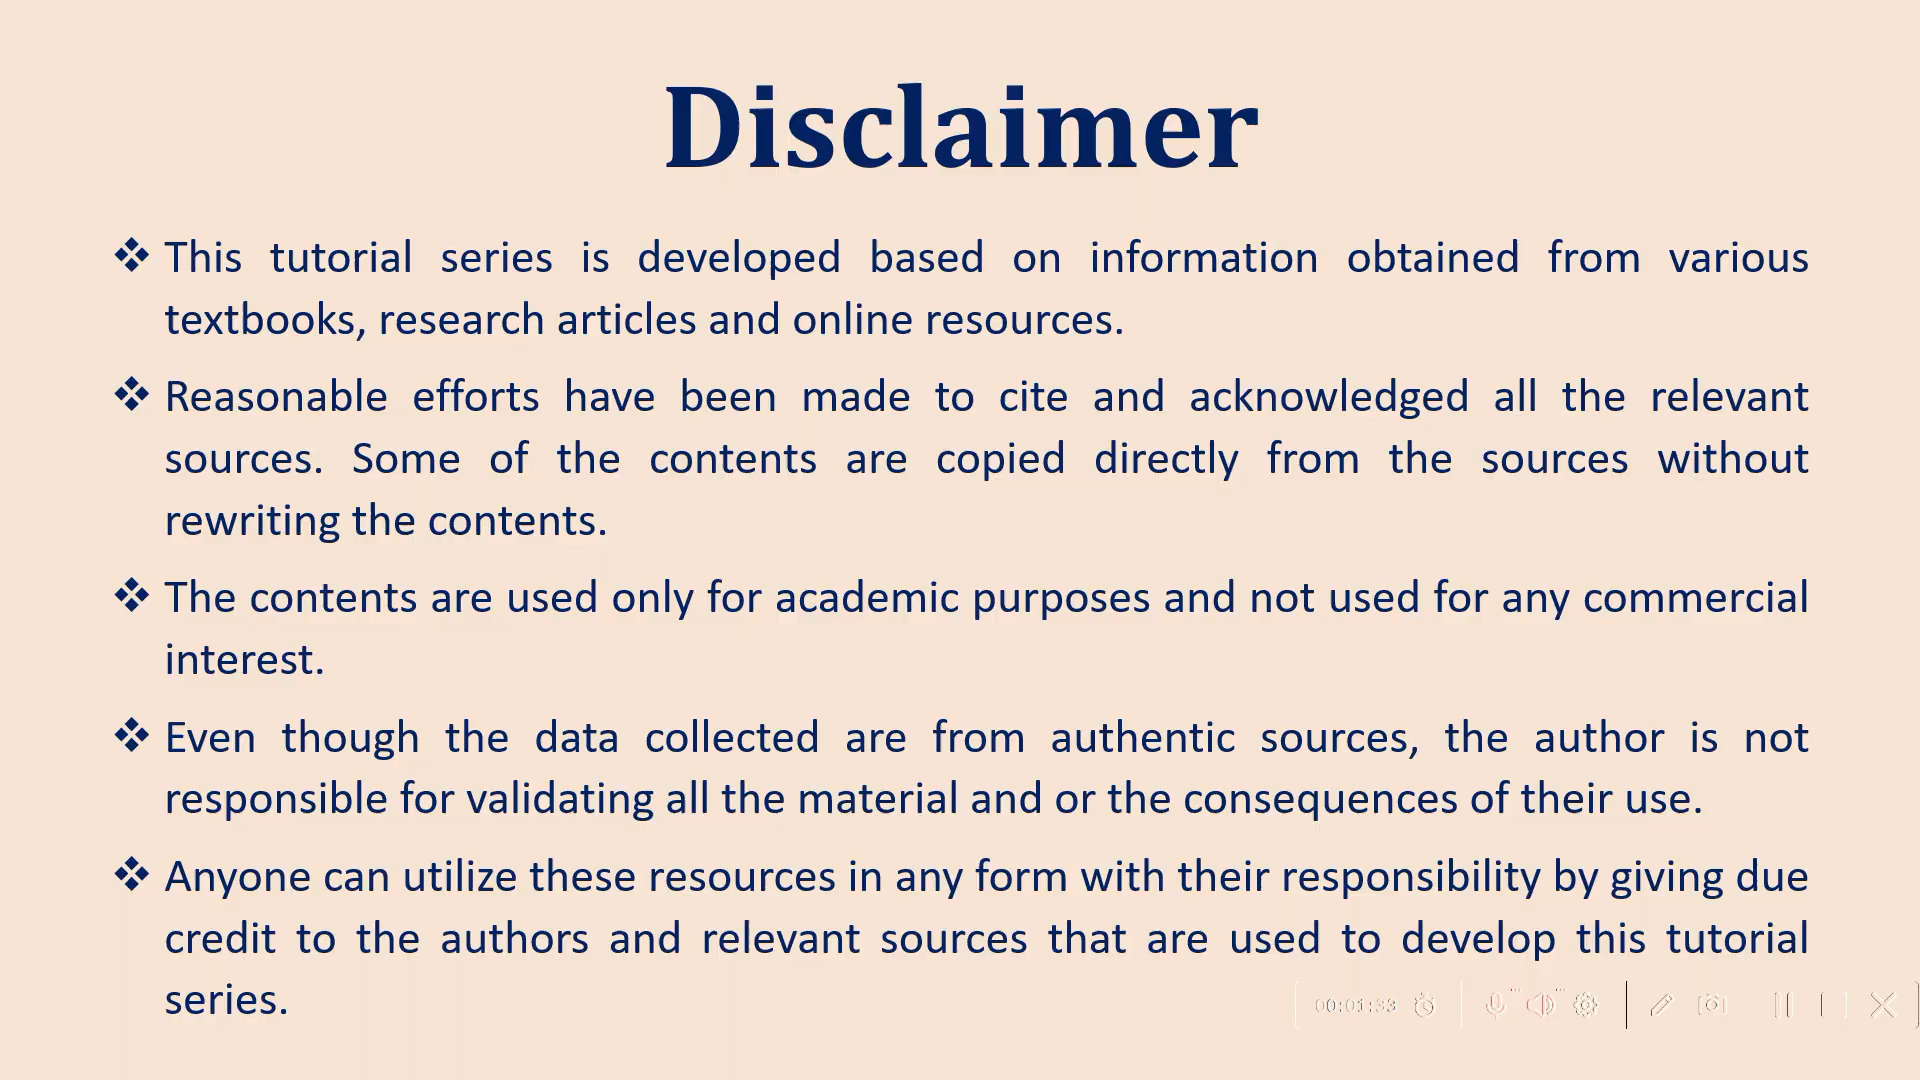 Disclaimer
❖ This tutorial series is developed based on information obtained from various
textbooks, research articles and online resources.
❖ Reasonable efforts have been made to cite and acknowledged all the relevant
sources. Some of the contents are copied directly from the sources without
rewriting the contents.
❖ The contents are used only for academic purposes and not used for any commercial
interest.
❖ Even though the data collected are from authentic sources, the author is not
responsible for validating all the material and or the consequences of their use.
❖ Anyone can utilize these resources in any form with their responsibility by giving due
credit to the authors and relevant sources that are used to develop this tutorial
series.
00:01:33